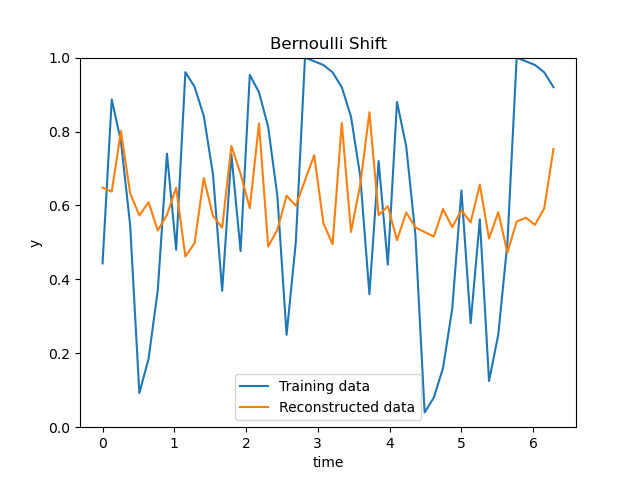 Bernoulli Shift
1.0
0.8
0.6
0.4
0.2
0.0
y
Training data
Reconstructed data
0 1 2 3 4 5 6
time